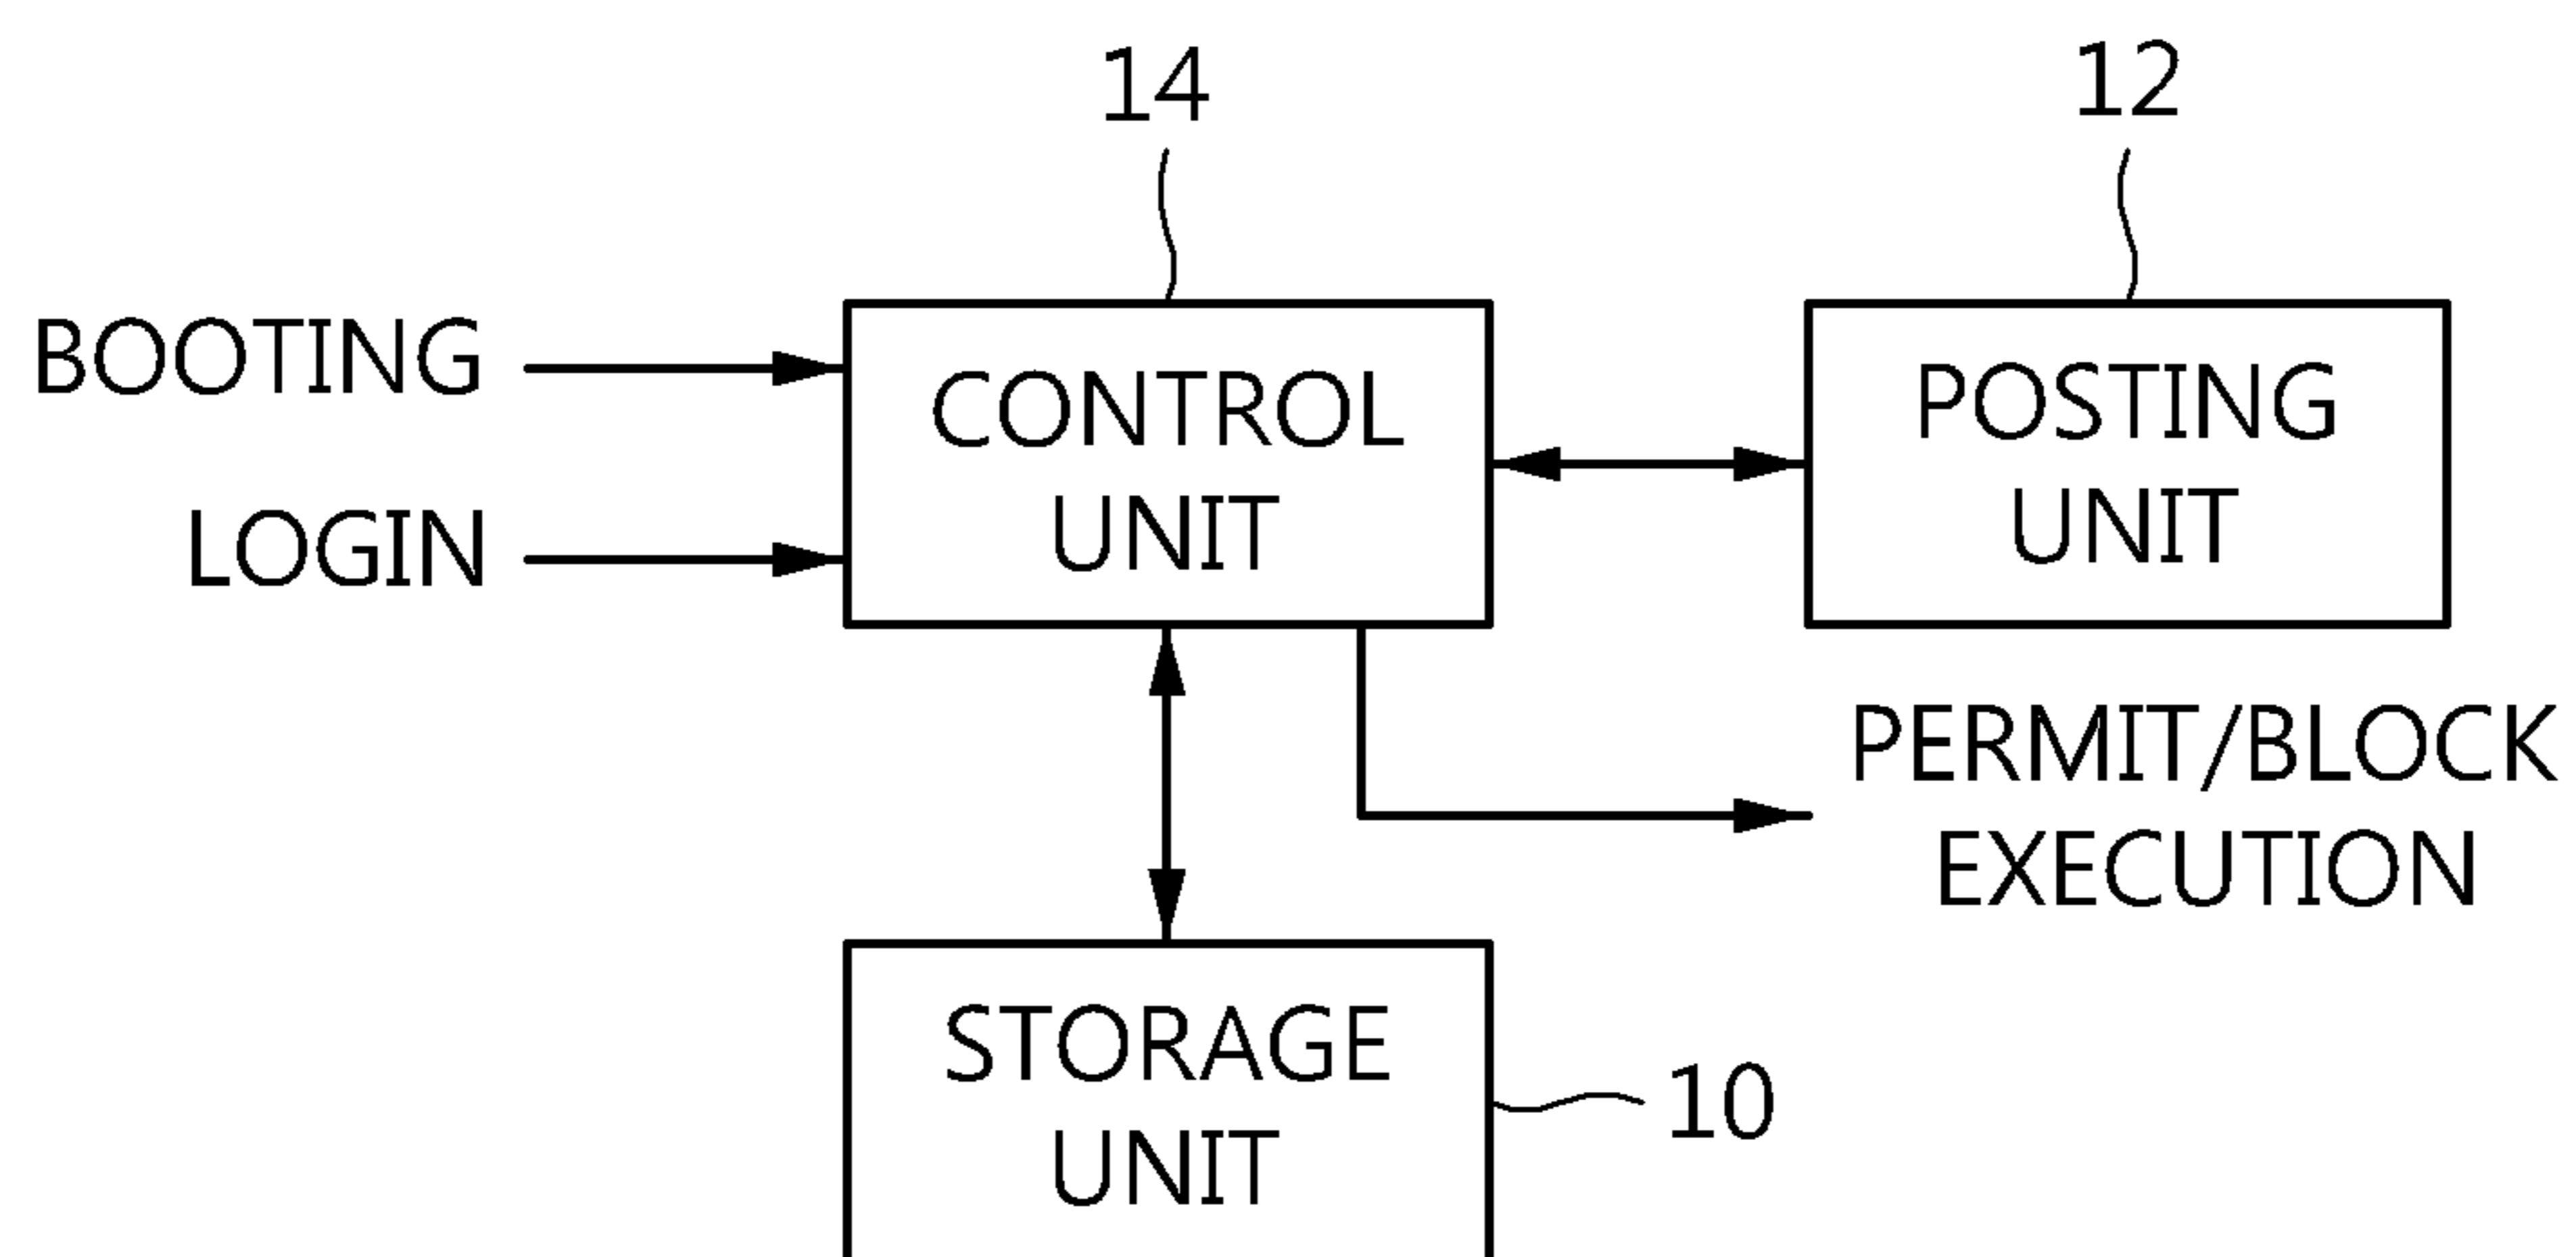 14
12
BOOTING
LOGIN
CONTROL
UNIT
POSTING
UNIT
PERMIT/BLOCK
EXECUTION
STORAGE
UNIT
10